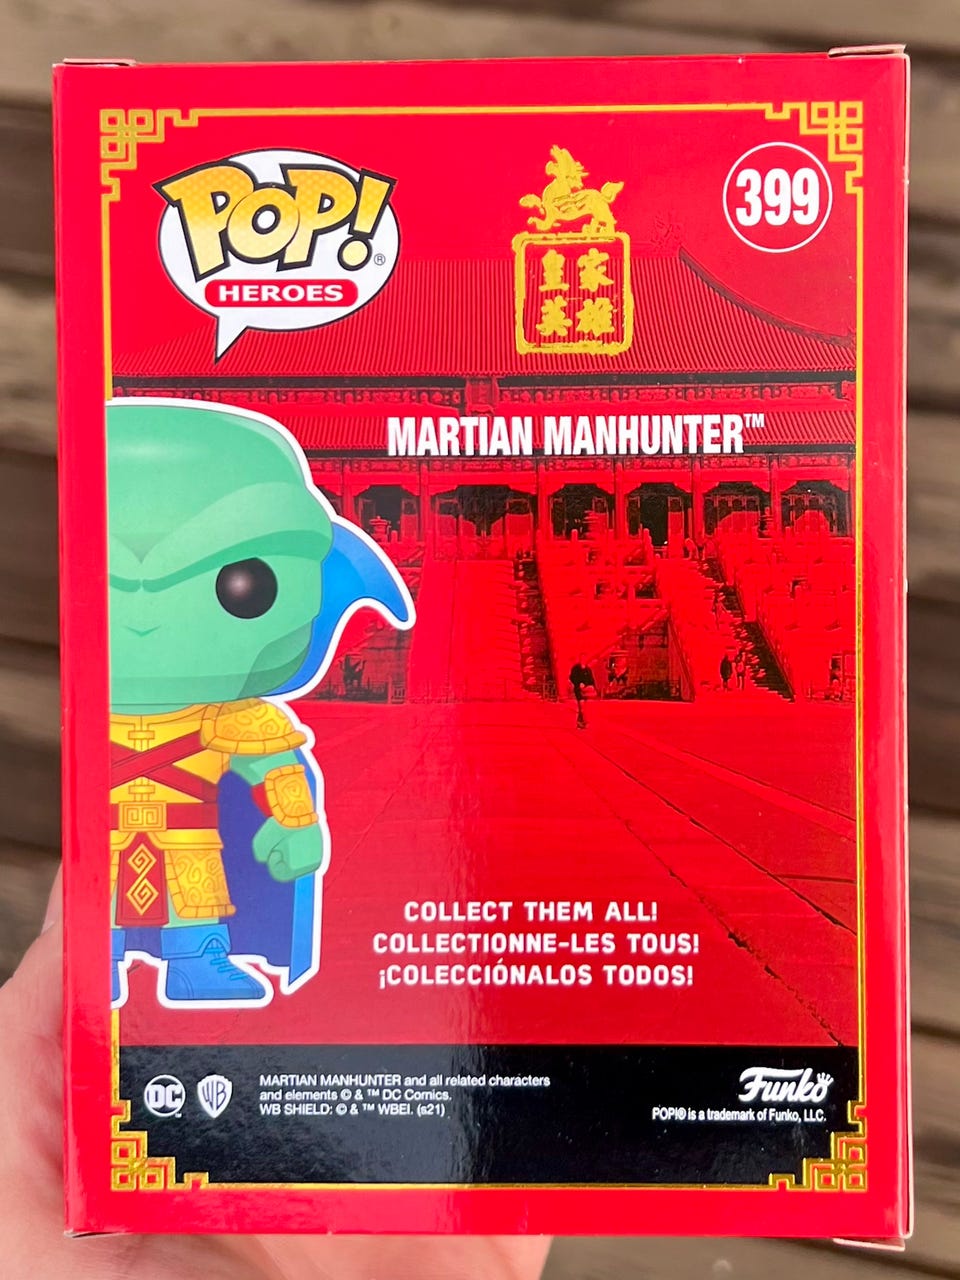 POP!®
HEROES
399
皇家
英雄
MARTIAN MANHUNTER™
COLLECT THEM ALL!
COLLECTIONNE-LES TOUS!
¡COLECCIÓNALOS TODOS!
DC
WB
MARTIAN MANHUNTER and all related characters
and elements © & ™ DC Comics.
WB SHIELD: © & ™ WBEI. (s21)
Funko
POP!® is a trademark of Funko, LLC.